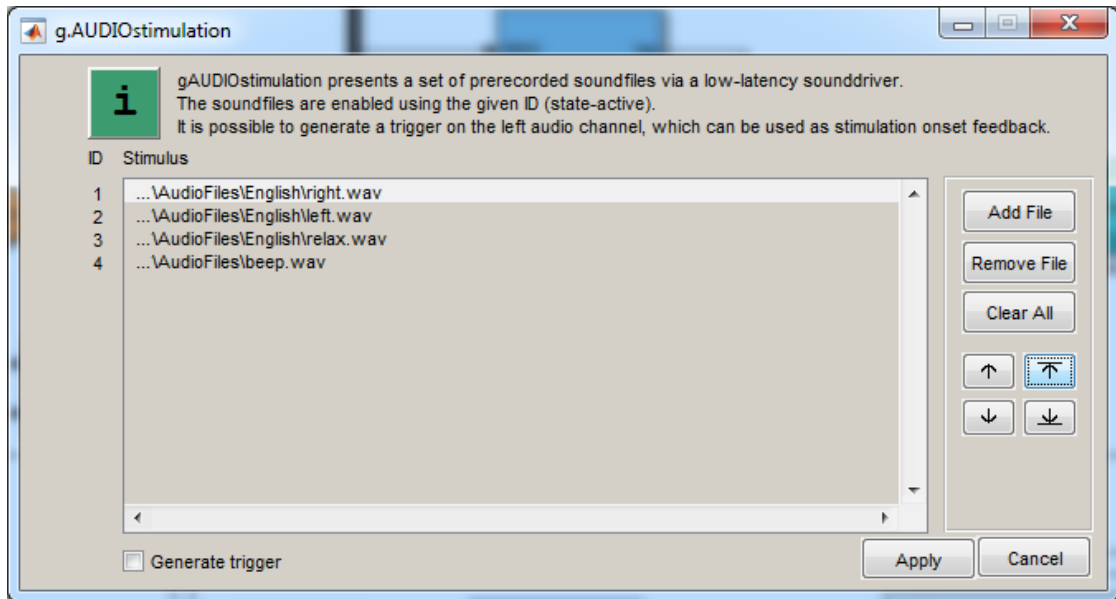 g.AUDIOstimulation
i
gAUDIOstimulation presents a set of prerecorded soundfiles via a low-latency sounddriver.
The soundfiles are enabled using the given ID (state-active).
It is possible to generate a trigger on the left audio channel, which can be used as stimulation onset feedback.
ID Stimulus
1 ...\AudioFiles\English\right.wav
2 ...\AudioFiles\English\left.wav
3 ...\AudioFiles\English\relax.wav
4 ...\AudioFiles\beep.wav
Add File
Remove File
Clear All
Generate trigger
Apply
Cancel